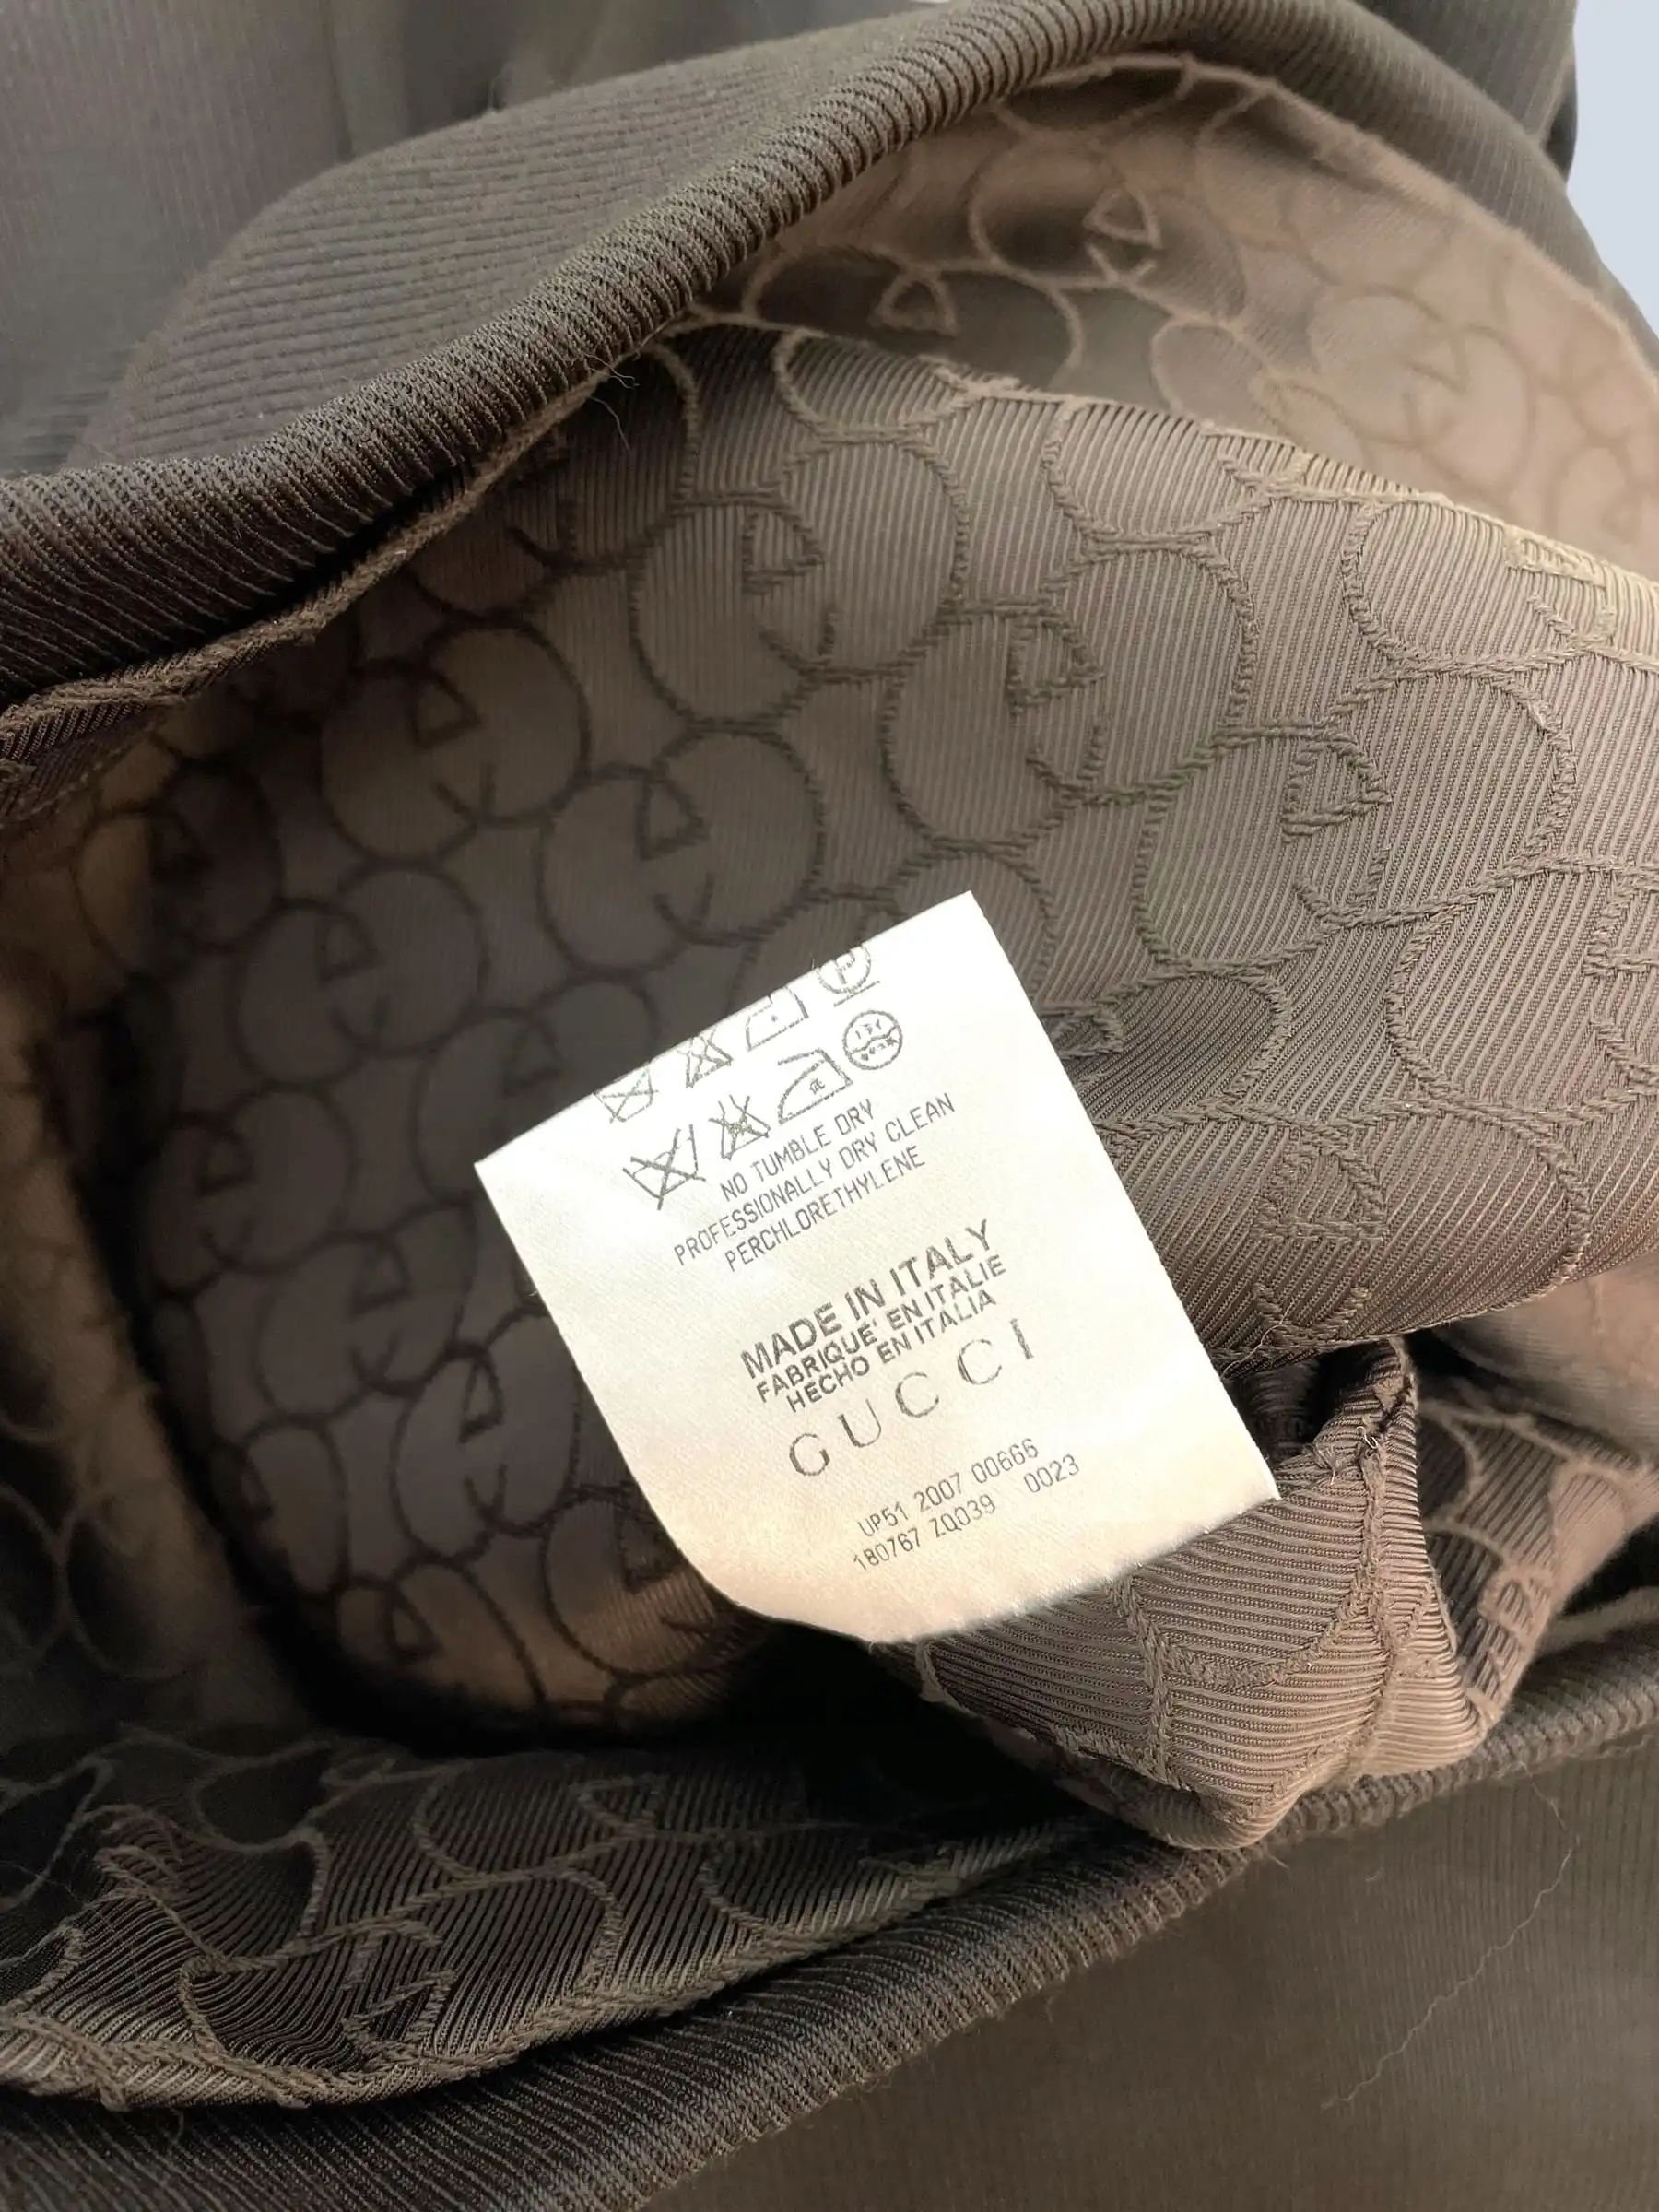 NO TUMBLE DRY
PROFESSIONALLY DRY CLEAN
PERCHLORETHYLENE
MADE IN ITALY
FABRIQUE' EN ITALIE
HECHO EN ITALIA
GUCCI
UP51 2007 00666
180767 ZQ039 0023